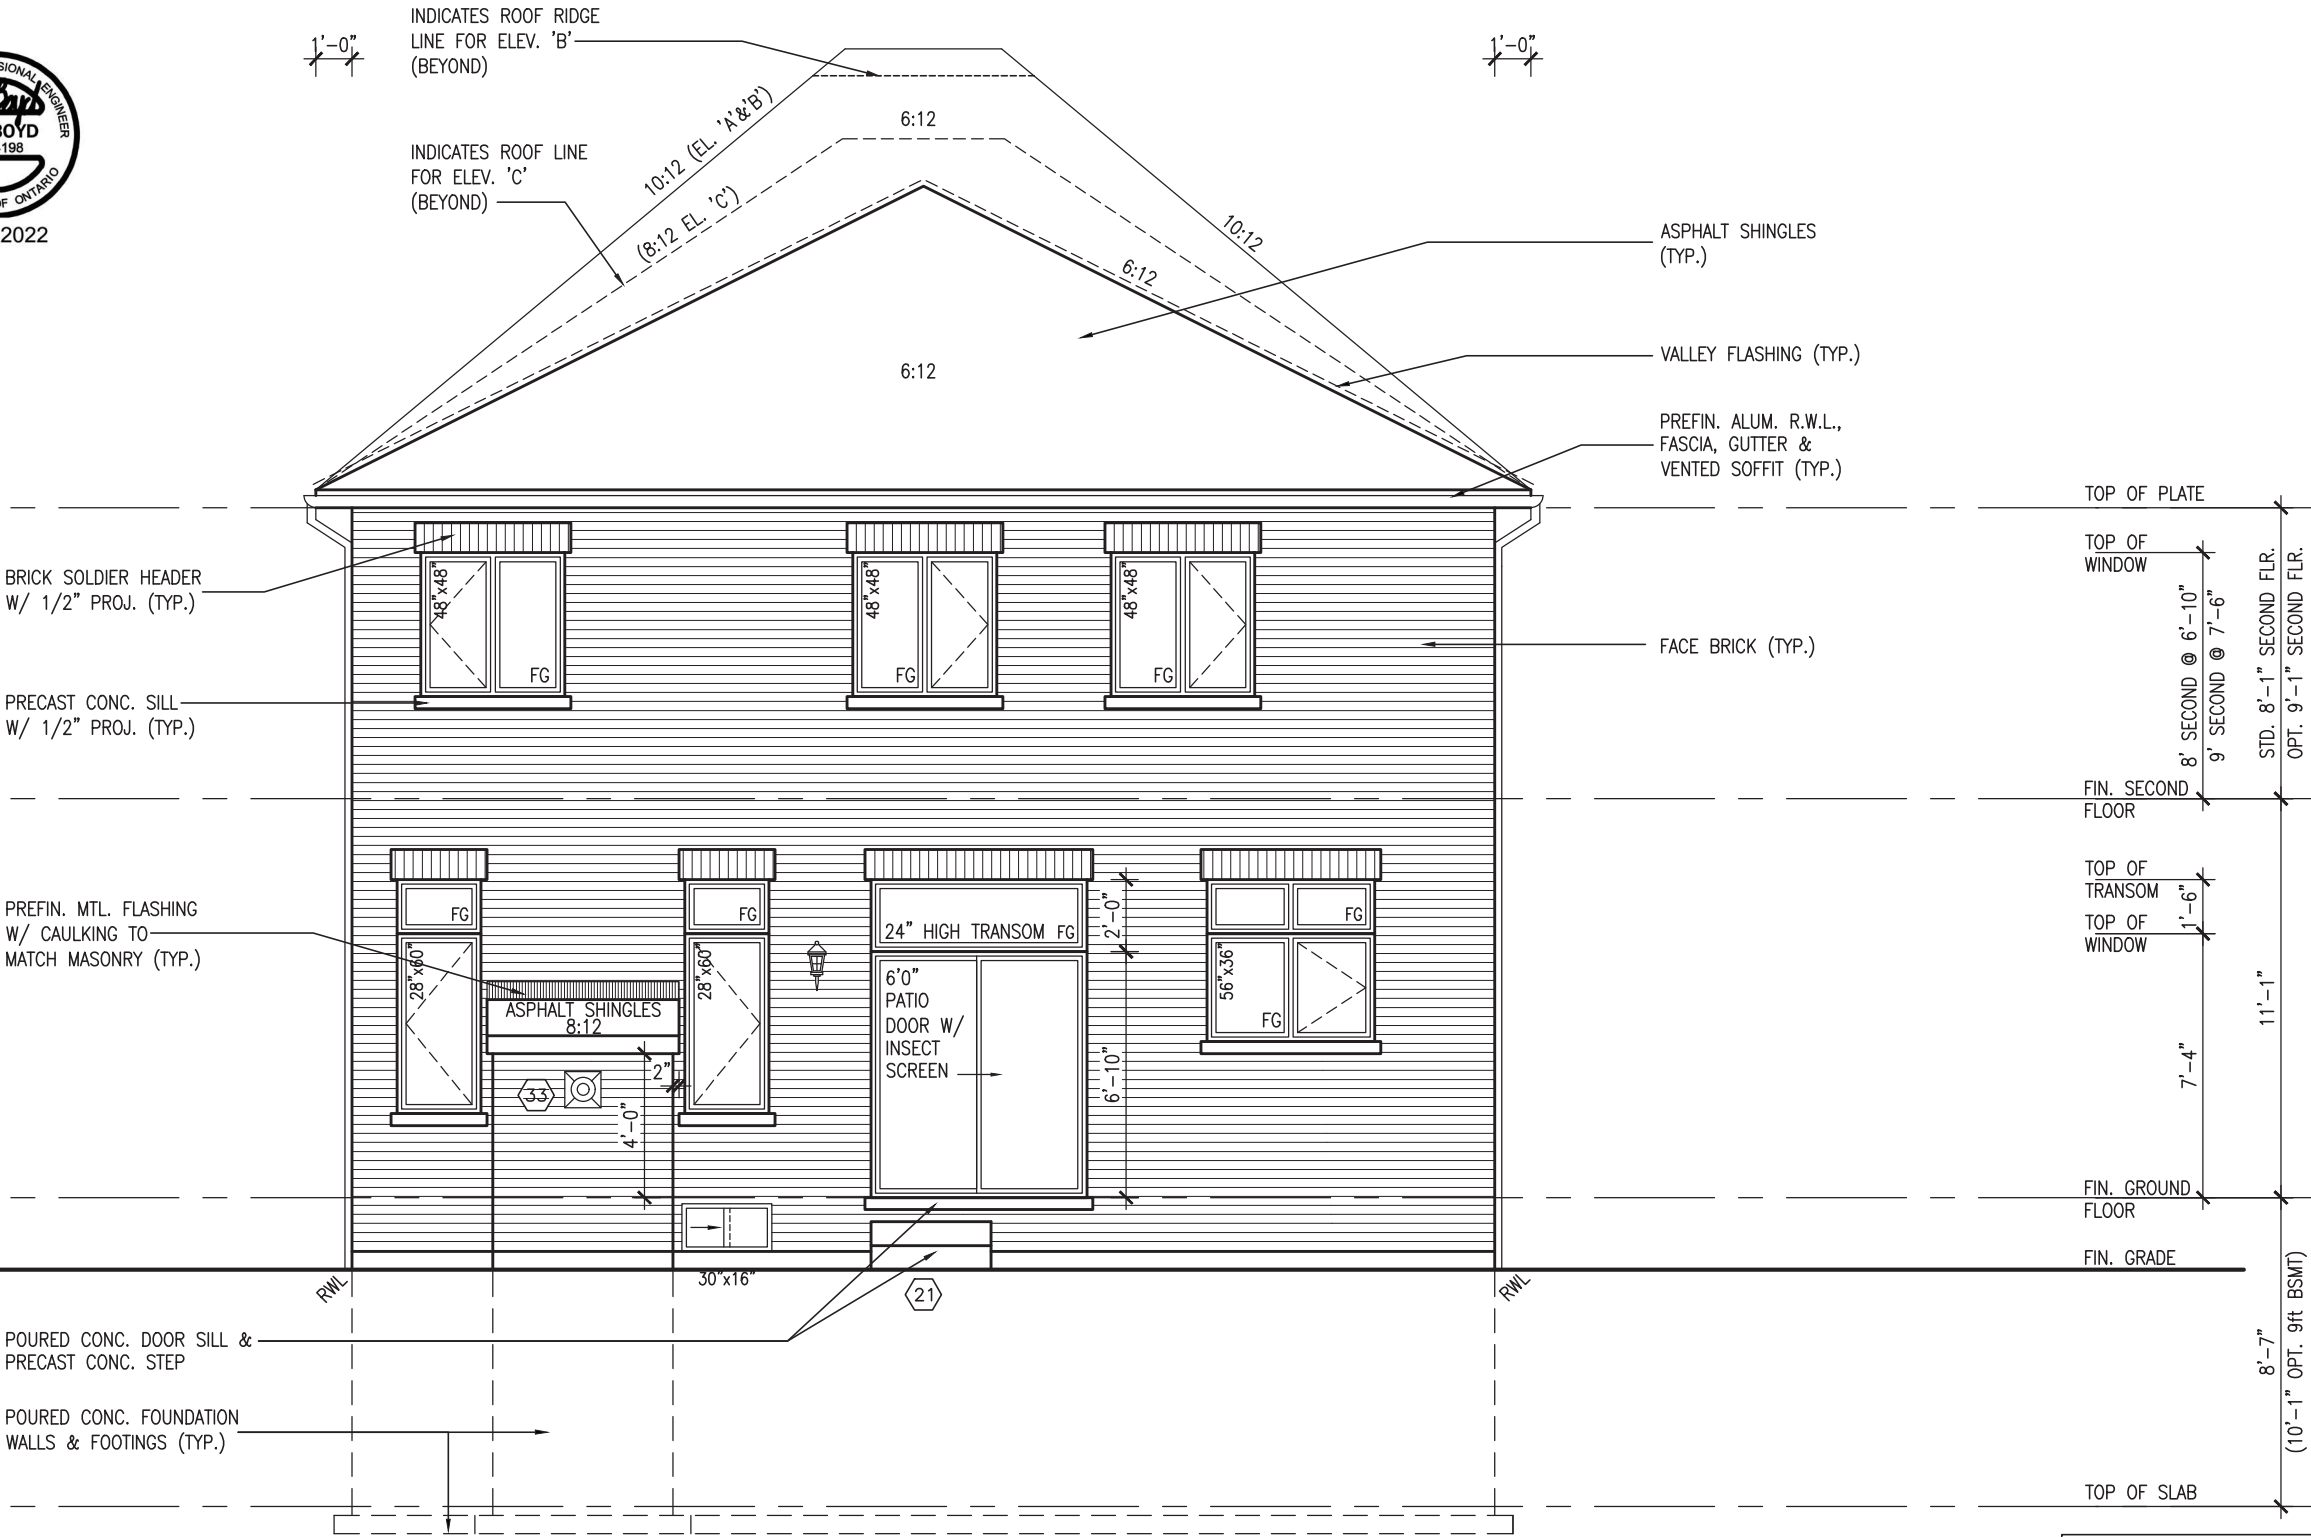 INDICATES ROOF RIDGE
LINE FOR ELEV. 'B'
(BEYOND)
1'-0"
1'-0"
ENGINEER
BOYD
198
OF ONTARIO
2022
INDICATES ROOF LINE
FOR ELEV. 'C'
(BEYOND)
10:12 (EL. 'A'&'B')
(8:12 EL. 'C')
6:12
10:12
6:12
6:12
ASPHALT SHINGLES
(TYP.)
VALLEY FLASHING (TYP.)
PREFIN. ALUM. R.W.L.,
FASCIA, GUTTER &
VENTED SOFFIT (TYP.)
TOP OF PLATE
TOP OF
WINDOW
BRICK SOLDIER HEADER
W/ 1/2" PROJ. (TYP.)
48"x48"
FG
48"x48"
FG
48"x48"
FG
FACE BRICK (TYP.)
8' SECOND @ 6'-10"
9' SECOND @ 7'-6"
STD. 8'-1" SECOND FLR.
OPT. 9'-1" SECOND FLR.
PRECAST CONC. SILL
W/ 1/2" PROJ. (TYP.)
FIN. SECOND
FLOOR
TOP OF
TRANSOM
1'-6"
TOP OF
WINDOW
PREFIN. MTL. FLASHING
W/ CAULKING TO
MATCH MASONRY (TYP.)
FG
28"x60"
FG
28"x60"
ASPHALT SHINGLES
8:12
24" HIGH TRANSOM FG
2'-0"
6'0"
PATIO
DOOR W/
INSECT
SCREEN
6'-10"
FG
56"x36"
FG
11'-1"
7'-4"
33
2"
4'-0"
FIN. GROUND
FLOOR
FIN. GRADE
RWL
30"x16"
21
RWL
POURED CONC. DOOR SILL &
PRECAST CONC. STEP
8'-7"
(10'-1" OPT. 9ft BSMT)
POURED CONC. FOUNDATION
WALLS & FOOTINGS (TYP.)
TOP OF SLAB